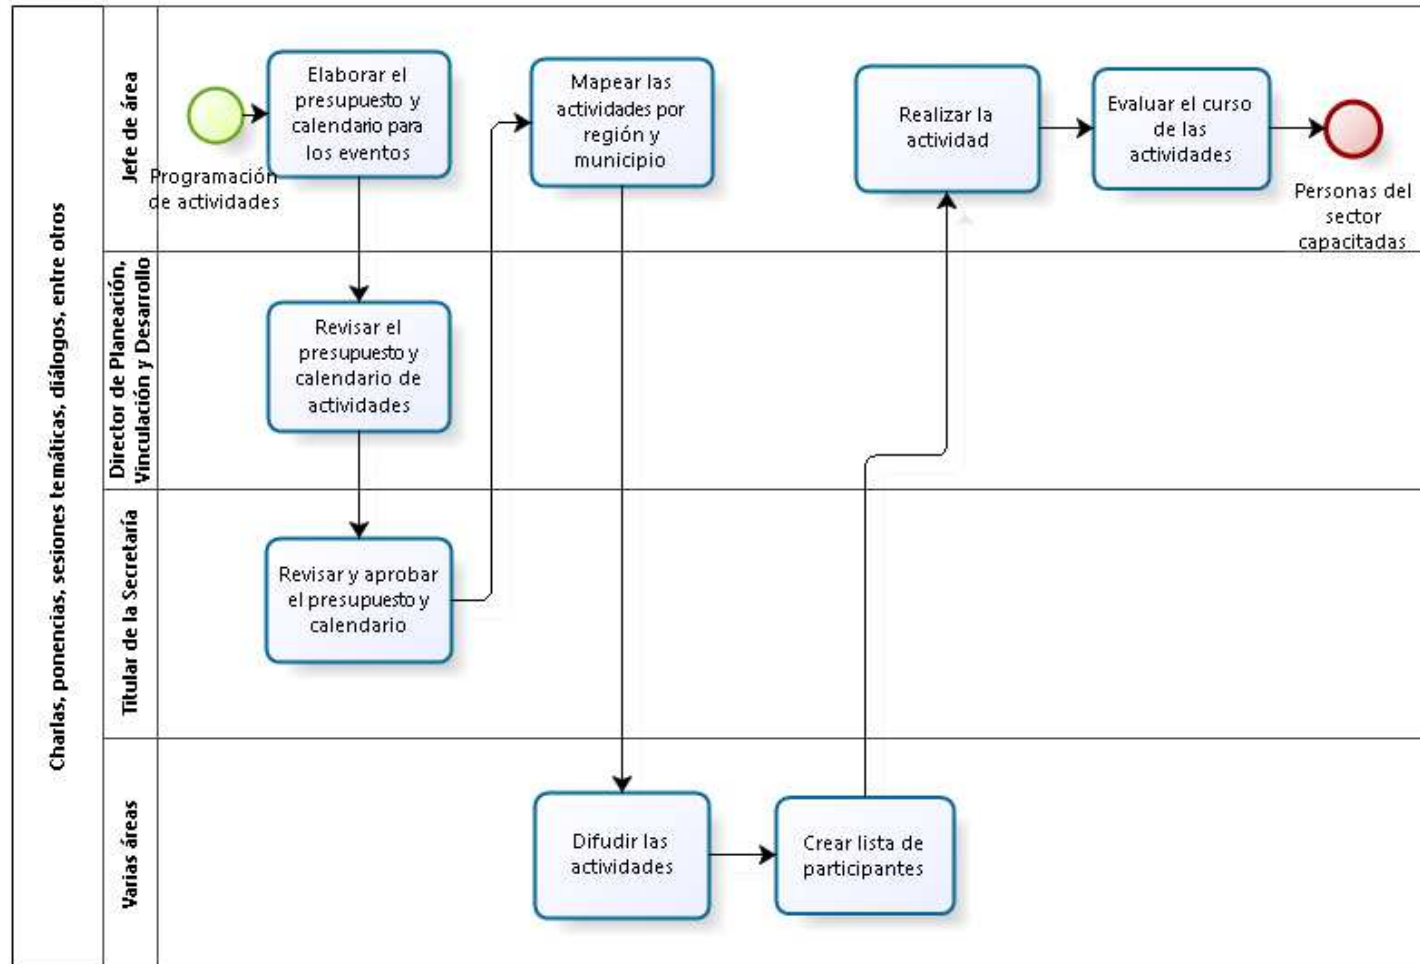 Charlas, ponencias, sesiones temáticas, diálogos, entre otros
Jefe de área
Programación
de actividades
Elaborar el
presupuesto y
calendario para
los eventos
Mapear las
actividades por
región y
municipio
Realizar la
actividad
Evaluar el curso
de las
actividades
Personas del
sector
capacitadas
Director de Planeación,
Vinculación y Desarrollo
Revisar el
presupuesto y
calendario de
actividades
Titular de la Secretaría
Revisar y aprobar
el presupuesto y
calendario
Varias áreas
Difudir las
actividades
Crear lista de
participantes